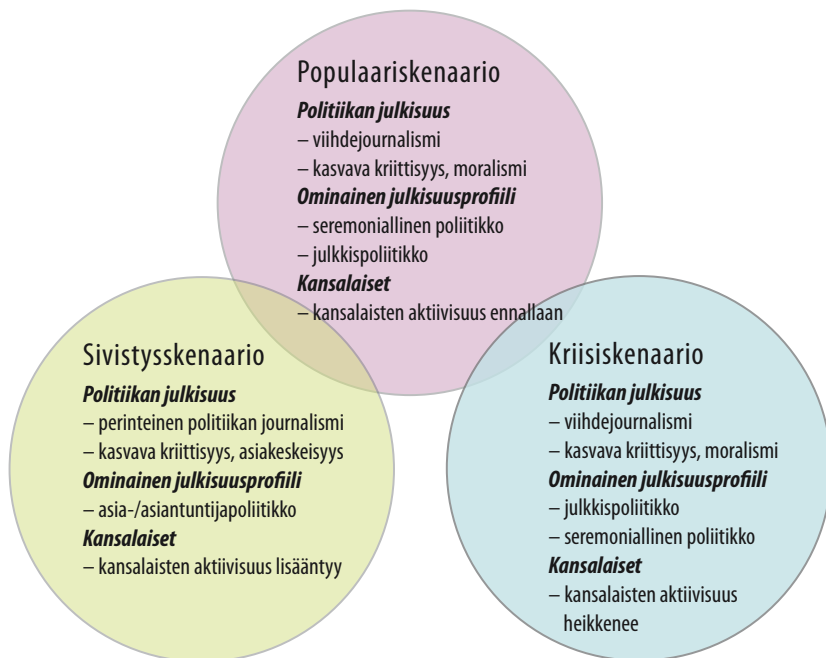 Populaariskenaario
Politiikan julkisuus
– viihdejournalismi
– kasvava kriittisyys, moralismi
Ominainen julkisuusprofiili
– seremoniallinen poliitikko
– julkkispoliitikko
Kansalaiset
– kansalaisten aktiivisuus ennallaan
Sivistysskenaario
Politiikan julkisuus
– perinteinen politiikan journalismi
– kasvava kriittisyys, asiakeskeisyys
Ominainen julkisuusprofiili
– asia-/asiantuntijapoliitikko
Kansalaiset
– kansalaisten aktiivisuus lisääntyy
Kriisiskenaario
Politiikan julkisuus
– viihdejournalismi
– kasvava kriittisyys, moralismi
Ominainen julkisuusprofiili
– julkkispoliitikko
– seremoniallinen poliitikko
Kansalaiset
– kansalaisten aktiivisuus
heikkenee